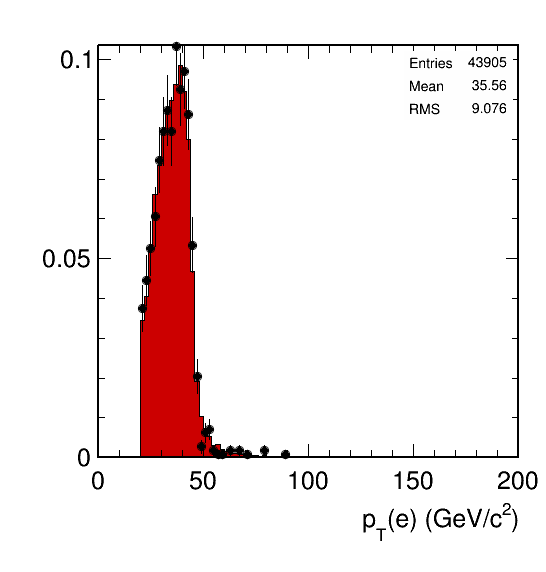 0.1
0.05
0
Entries 43905
Mean 35.56
RMS 9.076
0 50 100 150 200
p_T(e) (GeV/c²)